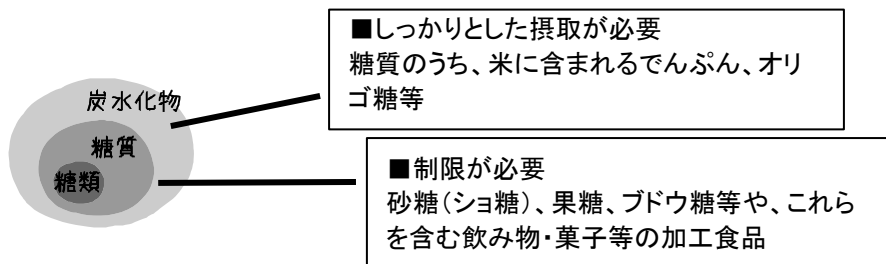 ■しっかりとした摂取が必要
糖質のうち、米に含まれるでんぷん、オリ
ゴ糖等
炭水化物
糖質
糖類
■制限が必要
砂糖(ショ糖)、果糖、ブドウ糖等や、これら
を含む飲み物・菓子等の加工食品